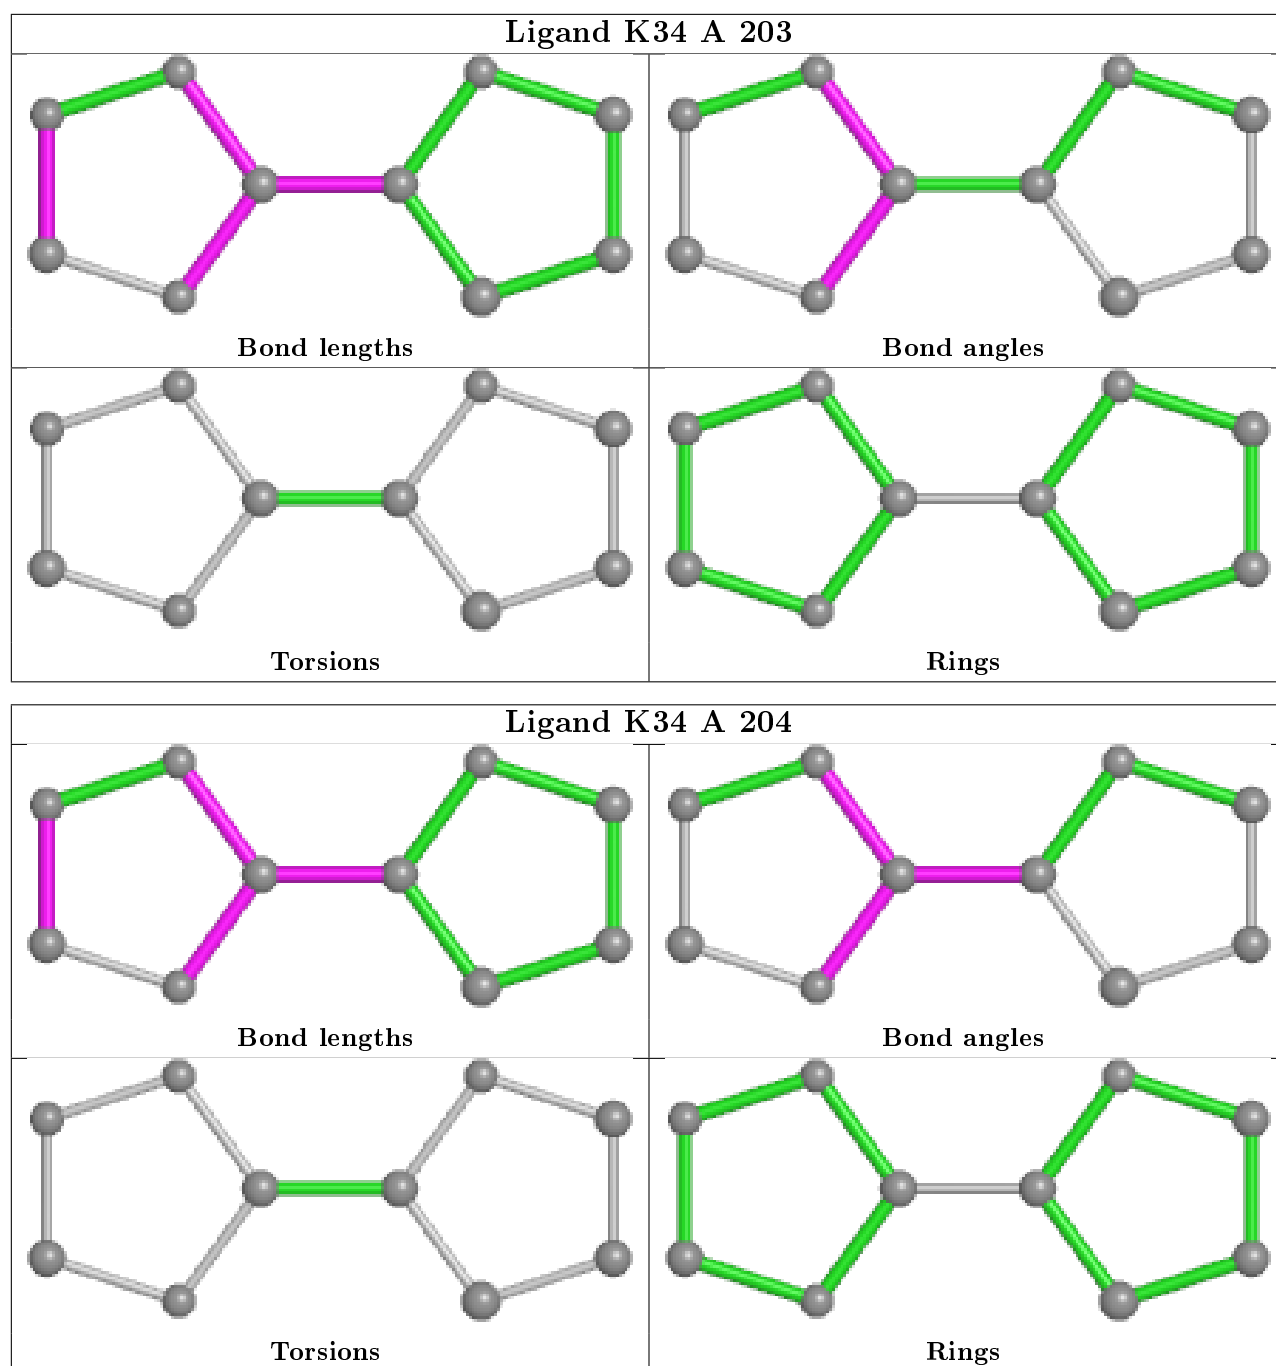 Ligand K34 A 203
Bond lengths
Bond angles
Torsions
Rings
Ligand K34 A 204
Bond lengths
Bond angles
Torsions
Rings